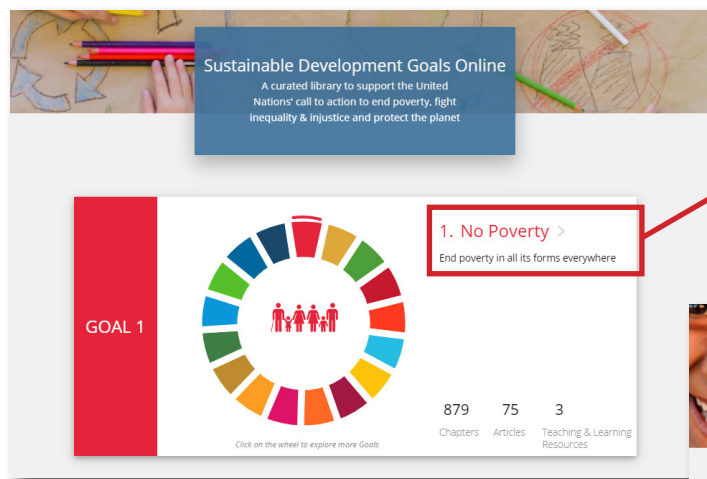 Sustainable Development Goals Online
A curated library to support the United
Nations' call to action to end poverty, fight
inequality & injustice and protect the planet
GOAL 1
1. No Poverty >
End poverty in all its forms everywhere
879 75 3
Chapters Articles Teaching & Learning
Resources
Click on the wheel to explore more Goals